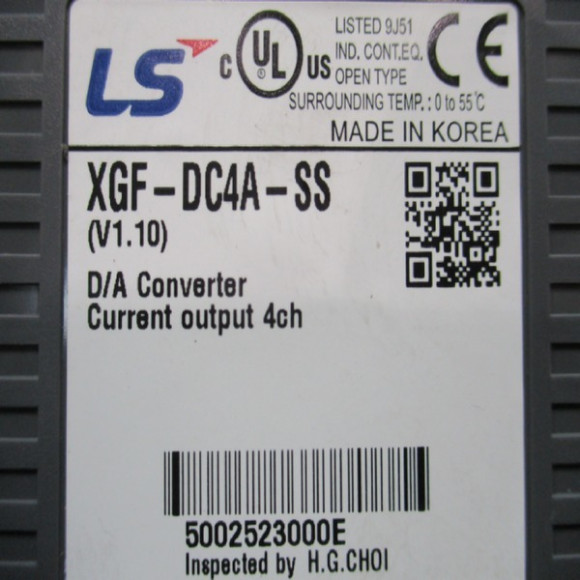 LS
C UL US
LISTED 9J51
IND. CONT.EQ.
OPEN TYPE
CE
SURROUNDING TEMP. : 0 to 55℃
MADE IN KOREA
XGF-DC4A-SS
(V1.10)
D/A Converter
Current output 4ch
5002523000E
Inspected by H.G.CHOI